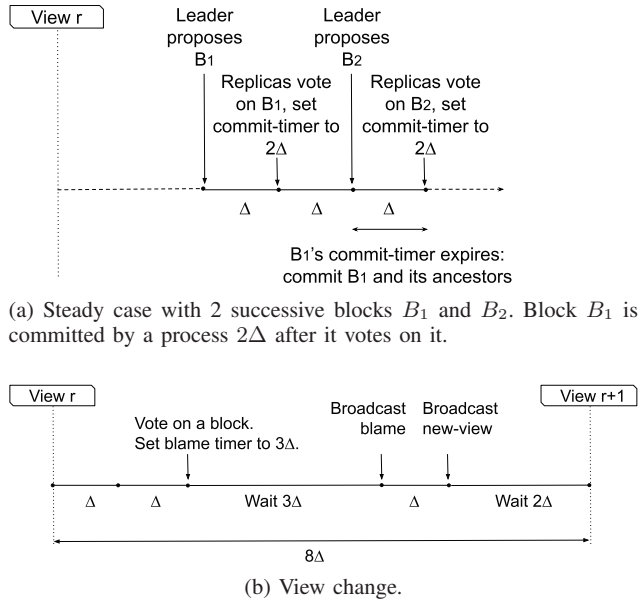 View r
Leader
proposes
B1
Leader
proposes
B2
Replicas vote
on B1, set
commit-timer to
2Δ
Replicas vote
on B2, set
commit-timer to
2Δ
Δ
Δ
Δ
B1's commit-timer expires:
commit B1 and its ancestors
(a) Steady case with 2 successive blocks B1 and B2. Block B1 is
committed by a process 2Δ after it votes on it.
View r
View r+1
Vote on a block.
Set blame timer to 3Δ.
Broadcast
blame
Broadcast
new-view
Δ
Δ
Wait 3Δ
Δ
Wait 2Δ
8Δ
(b) View change.